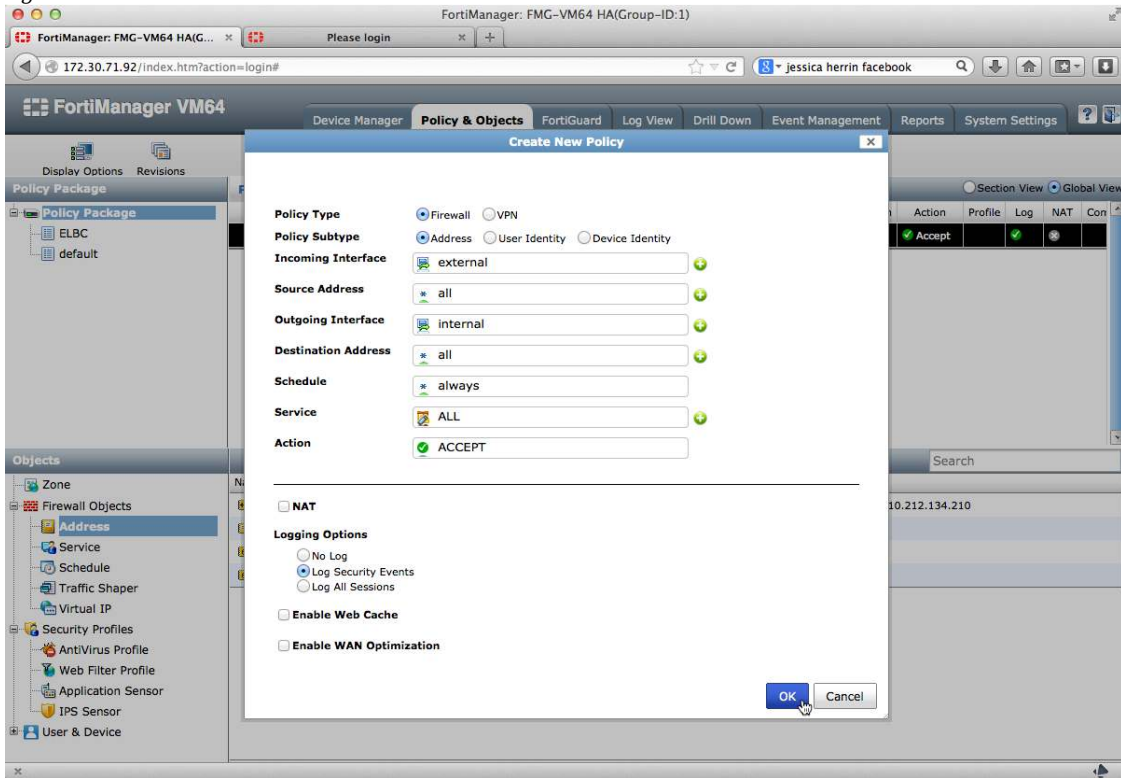 FortiManager: FMG-VM64 HA(Group-ID:1)
FortiManager: FMG-VM64 HA(G... × Please login × +
172.30.71.92/index.htm?action=login# jessica herrin facebook
FortiManager VM64
Device Manager Policy & Objects FortiGuard Log View Drill Down Event Management Reports System Settings ?
Create New Policy ×
Display Options Revisions
Policy Package Section View Global View
Policy Package Action Profile Log NAT Com
ELBC Accept
default
Policy Type Firewall VPN
Policy Subtype Address User Identity Device Identity
Incoming Interface external
Source Address all
Outgoing Interface internal
Destination Address all
Schedule always
Service ALL
Action ACCEPT
Objects Search
Zone
Firewall Objects
Address
Service
Schedule
Traffic Shaper
Virtual IP
Security Profiles
AntiVirus Profile
Web Filter Profile
Application Sensor
IPS Sensor
User & Device
NAT 10.212.134.210
Logging Options
No Log
Log Security Events
Log All Sessions
Enable Web Cache
Enable WAN Optimization
OK Cancel